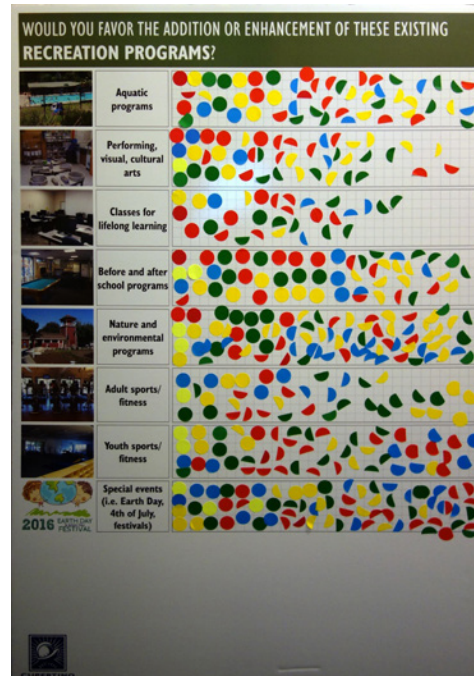 WOULD YOU FAVOR THE ADDITION OR ENHANCEMENT OF THESE EXISTING
RECREATION PROGRAMS?
Aquatic
programs
Performing,
visual, cultural
arts
Classes for
lifelong learning
Before and after
school programs
Nature and
environmental
programs
Adult sports/
fitness
Youth sports/
fitness
2016 EARTH DAY
FESTIVAL
Special events
(i.e. Earth Day,
4th of July,
festivals)